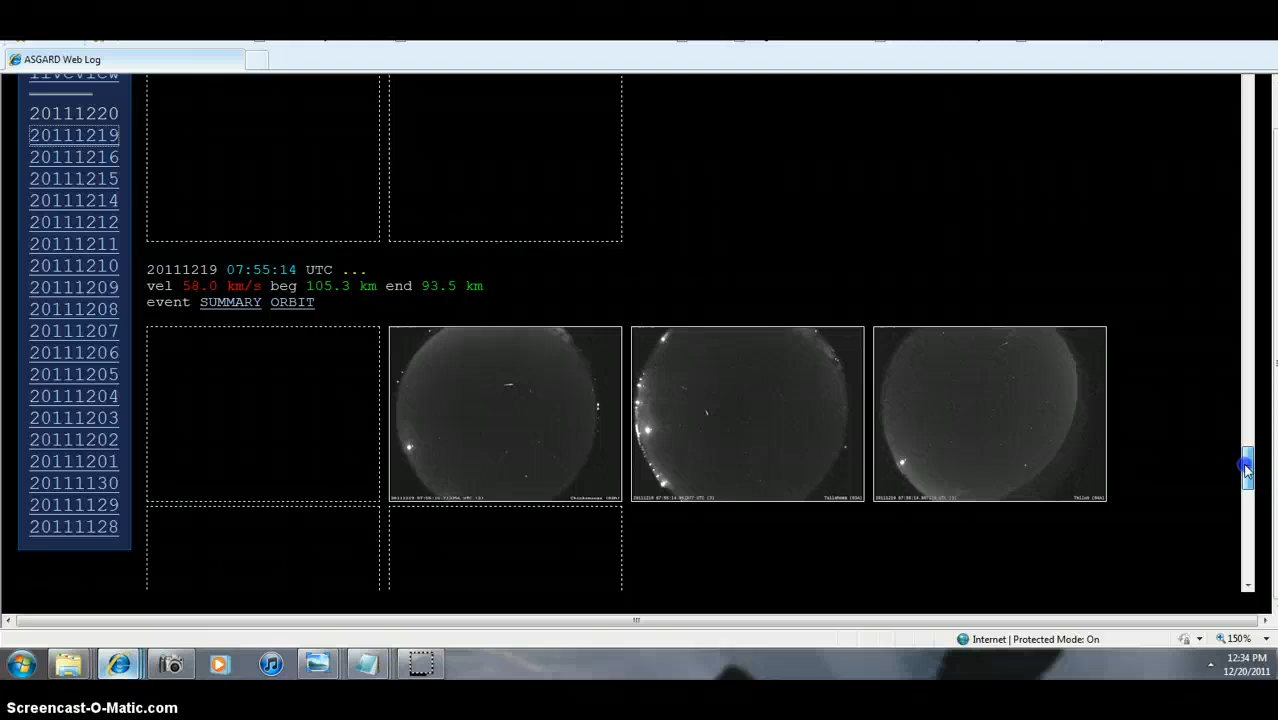 ASGARD Web Log
liveview
20111220
20111219
20111216
20111215
20111214
20111212
20111211
20111210
20111209
20111208
20111207
20111206
20111205
20111204
20111203
20111202
20111201
20111130
20111129
20111128
20111219 07:55:14 UTC ...
vel 58.0 km/s beg 105.3 km end 93.5 km
event SUMMARY ORBIT
Internet | Protected Mode: On
150%
12:34 PM
12/20/2011
Screencast-O-Matic.com